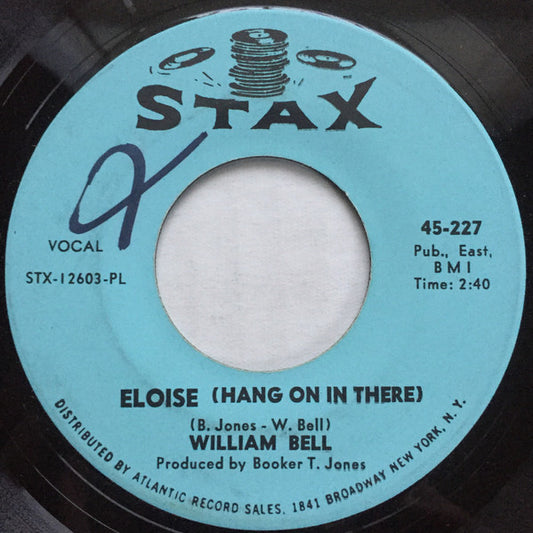 STAX
VOCAL
STX-12603-PL
45-227
Pub., East,
BMI
Time: 2:40
ELOISE (HANG ON IN THERE)
(B. Jones - W. Bell)
WILLIAM BELL
Produced by Booker T. Jones
DISTRIBUTED BY ATLANTIC RECORD SALES, 1841 BROADWAY NEW YORK, N. Y.